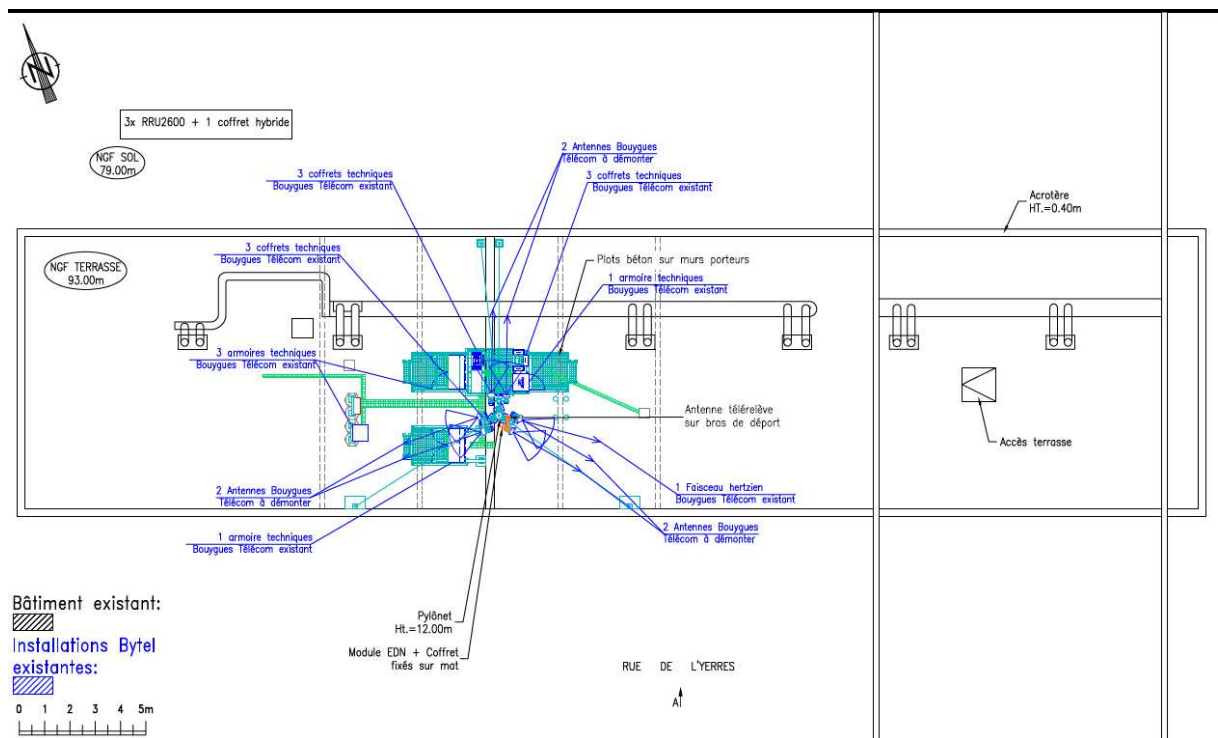 N
3x RRU2600 + 1 coffret hybride
NGF SOL
79.00m
2 Antennes Bouygues
Télécom à démonter
3 coffrets techniques
Bouygues Télécom existant
3 coffrets techniques
Bouygues Télécom existant
Acrotère
HT.=0.40m
3 coffrets techniques
Bouygues Télécom existant
NGF TERRASSE
93.00m
Plots béton sur murs porteurs
1 armoire techniques
Bouygues Télécom existant
3 armoires techniques
Bouygues Télécom existant
Antenne télérelève
sur bras de déport
Accès terrasse
2 Antennes Bouygues
Télécom à démonter
1 Faisceau hertzien
Bouygues Télécom existant
1 armoire techniques
Bouygues Télécom existant
2 Antennes Bouygues
Télécom à démonter
Bâtiment existant:
Pylônet
Ht.=12.00m
Installations Bytel
existantes:
Module EDN + Coffret
fixés sur mat
RUE DE L'YERRES
A
0 1 2 3 4 5m